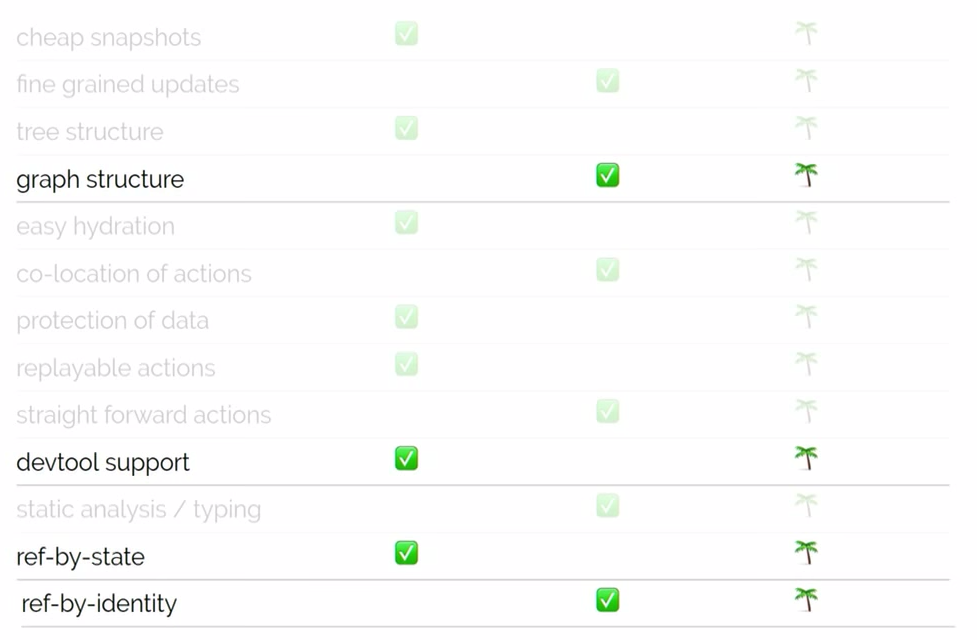 cheap snapshots
fine grained updates
tree structure
graph structure
easy hydration
co-location of actions
protection of data
replayable actions
straight forward actions
devtool support
static analysis / typing
ref-by-state
ref-by-identity